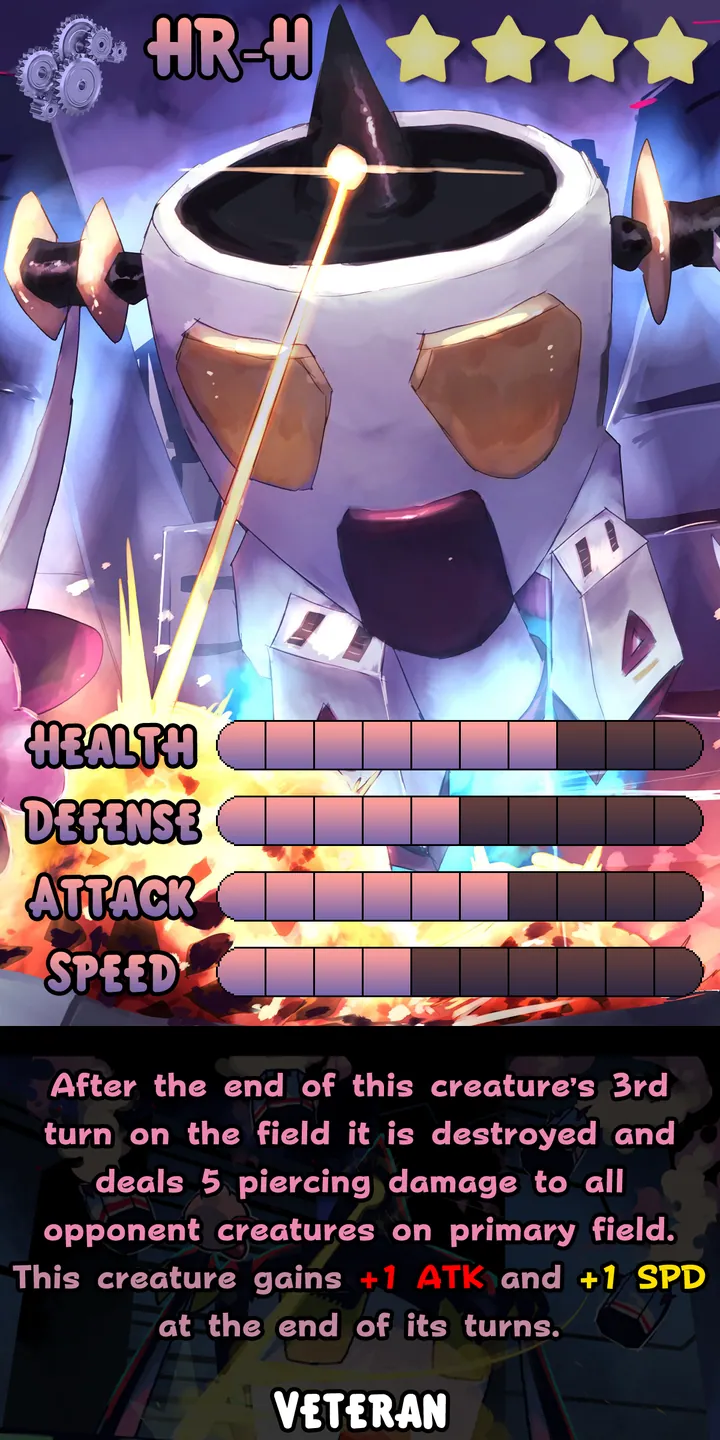 HR-H
Health
Defense
Attack
Speed
After the end of this creature's 3rd
turn on the field it is destroyed and
deals 5 piercing damage to all
opponent creatures on primary field.
This creature gains +1 ATK and +1 SPD
at the end of its turns.
Veteran